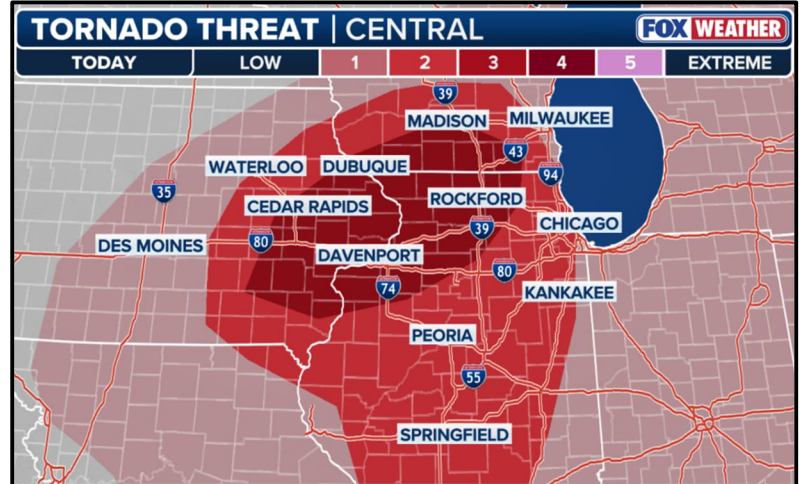 TORNADO THREAT | CENTRAL
FOX WEATHER
TODAY LOW 1 2 3 4 5 EXTREME
39
MADISON
MILWAUKEE
43
WATERLOO
DUBUQUE
94
35
CEDAR RAPIDS
ROCKFORD
39
CHICAGO
DES MOINES
80
DAVENPORT
80
74
KANKAKEE
PEORIA
55
SPRINGFIELD